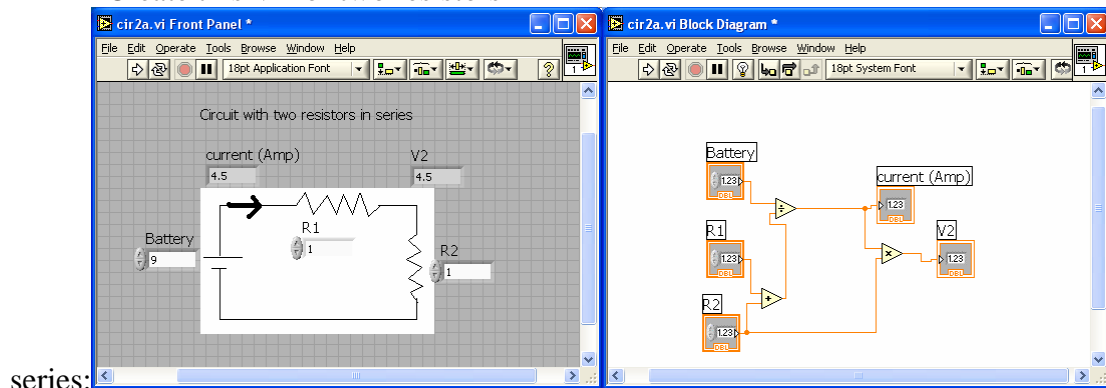 cir2a.vi Front Panel *
File Edit Operate Tools Browse Window Help
18pt Application Font
?
1
Circuit with two resistors in series
current (Amp)
4.5
V2
4.5
R1
1
Battery
9
R2
1
cir2a.vi Block Diagram *
File Edit Operate Tools Browse Window Help
18pt System Font
1
Battery
1.23
DBL
current (Amp)
1.23
DBL
÷
R1
1.23
DBL
V2
1.23
DBL
×
+
R2
1.23
DBL
series: